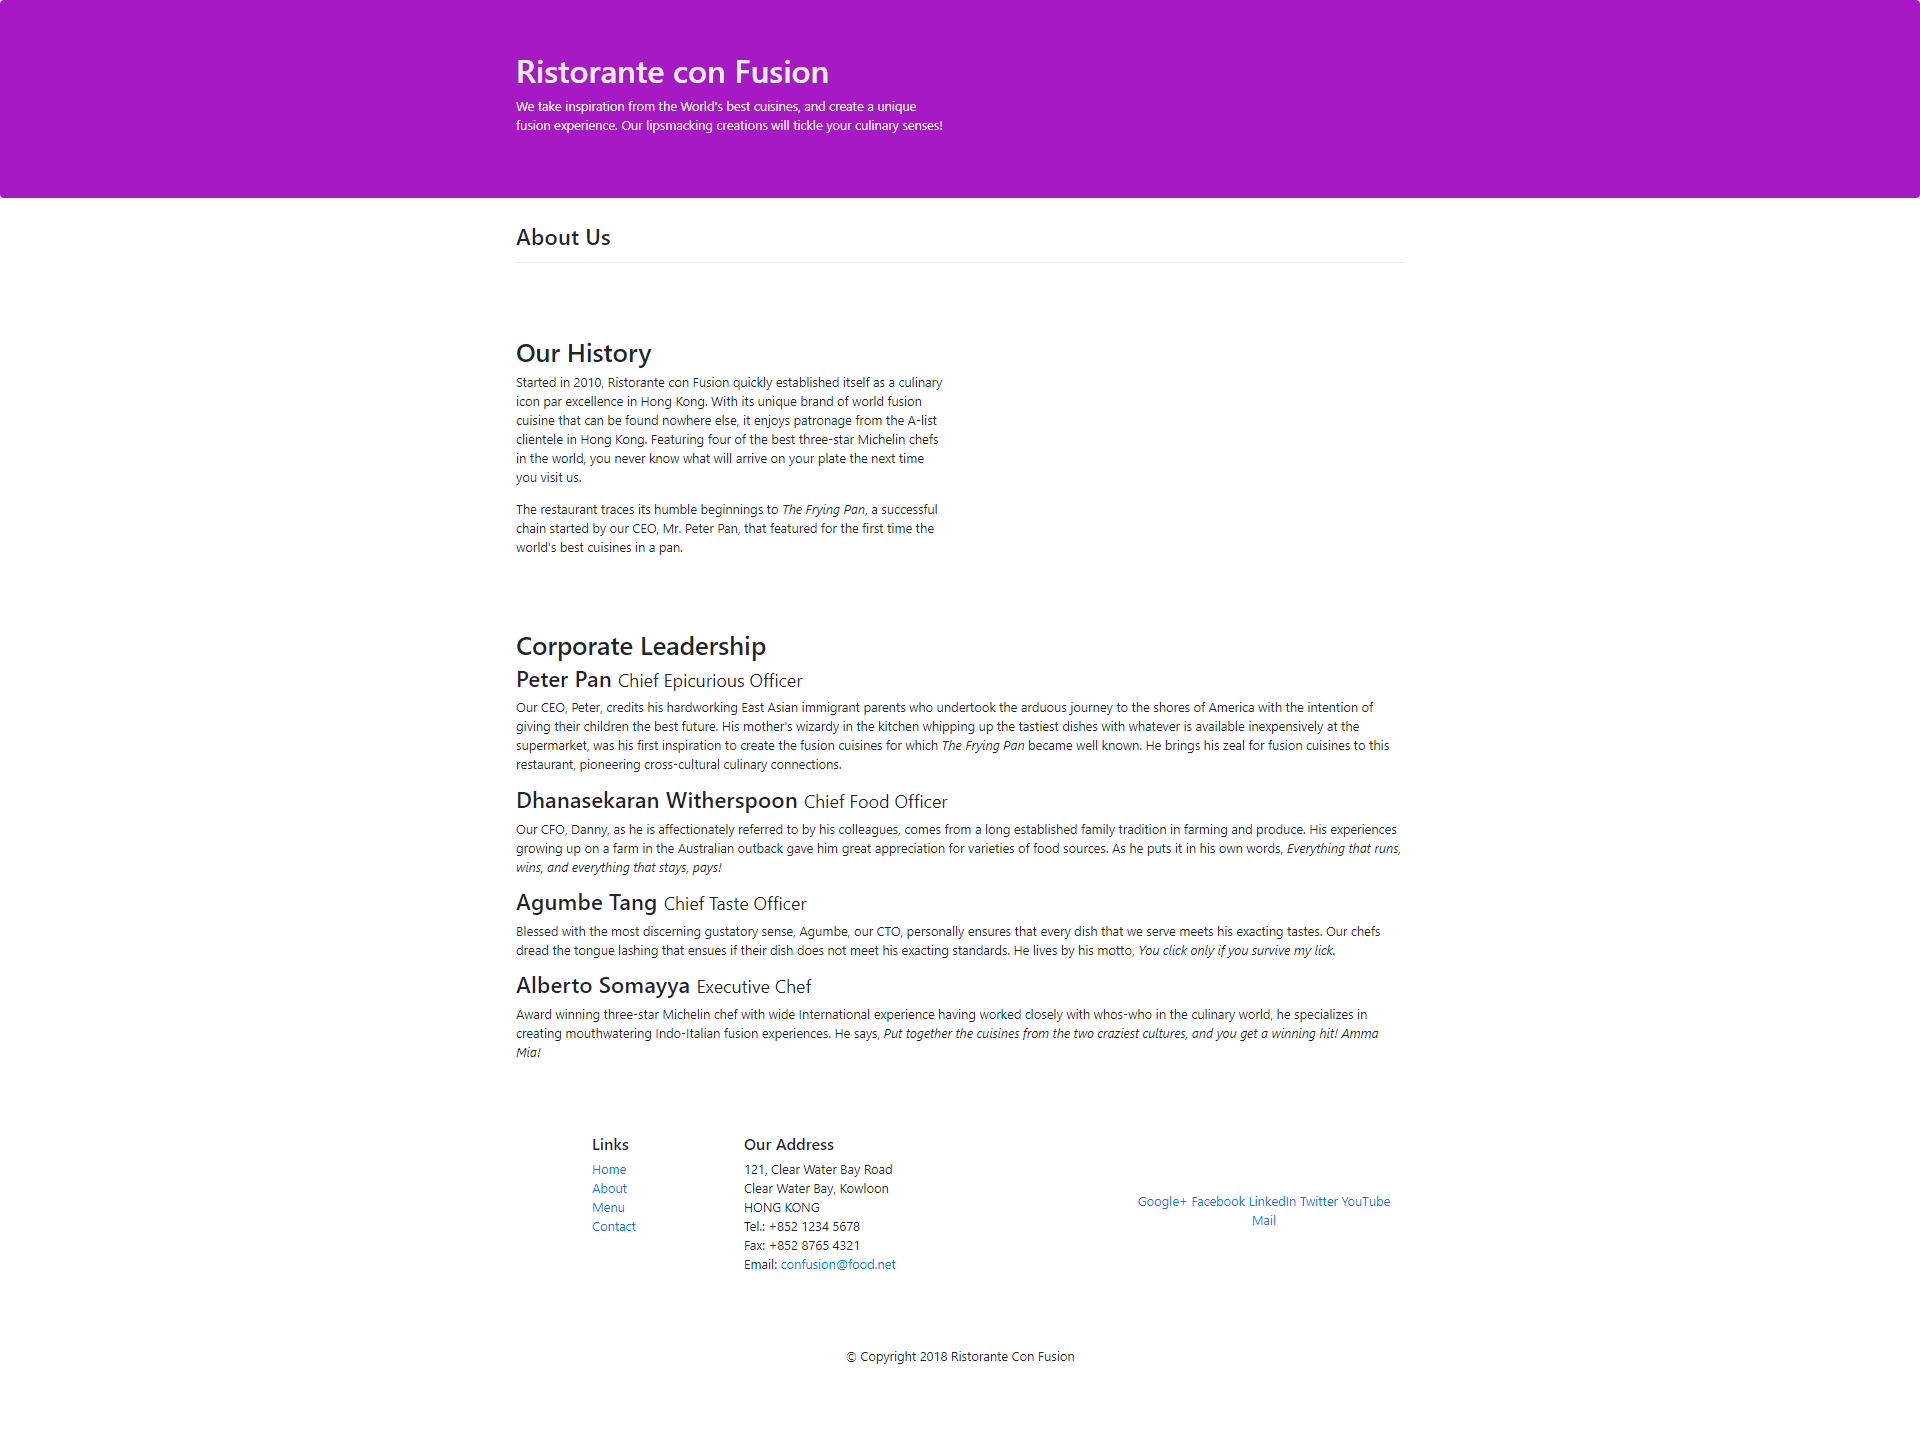 Ristorante con Fusion
We take inspiration from the World's best cuisines, and create a unique
fusion experience. Our lipsmacking creations will tickle your culinary senses!
About Us
Our History
Started in 2010, Ristorante con Fusion quickly established itself as a culinary
icon par excellence in Hong Kong. With its unique brand of world fusion
cuisine that can be found nowhere else, it enjoys patronage from the A-list
clientele in Hong Kong. Featuring four of the best three-star Michelin chefs
in the world, you never know what will arrive on your plate the next time
you visit us.
The restaurant traces its humble beginnings to The Frying Pan, a successful
chain started by our CEO, Mr. Peter Pan, that featured for the first time the
world's best cuisines in a pan.
Corporate Leadership
Peter Pan Chief Epicurious Officer
Our CEO, Peter, credits his hardworking East Asian immigrant parents who undertook the arduous journey to the shores of America with the intention of
giving their children the best future. His mother's wizardy in the kitchen whipping up the tastiest dishes with whatever is available inexpensively at the
supermarket, was his first inspiration to create the fusion cuisines for which The Frying Pan became well known. He brings his zeal for fusion cuisines to this
restaurant, pioneering cross-cultural culinary connections.
Dhanasekaran Witherspoon Chief Food Officer
Our CFO, Danny, as he is affectionately referred to by his colleagues, comes from a long established family tradition in farming and produce. His experiences
growing up on a farm in the Australian outback gave him great appreciation for varieties of food sources. As he puts it in his own words, Everything that runs,
wins, and everything that stays, pays!
Agumbe Tang Chief Taste Officer
Blessed with the most discerning gustatory sense, Agumbe, our CTO, personally ensures that every dish that we serve meets his exacting tastes. Our chefs
dread the tongue lashing that ensues if their dish does not meet his exacting standards. He lives by his motto, You click only if you survive my lick.
Alberto Somayya Executive Chef
Award winning three-star Michelin chef with wide International experience having worked closely with whos-who in the culinary world, he specializes in
creating mouthwatering Indo-Italian fusion experiences. He says, Put together the cuisines from the two craziest cultures, and you get a winning hit! Amma
Mia!
Links
Home
About
Menu
Contact
Our Address
121, Clear Water Bay Road
Clear Water Bay, Kowloon
HONG KONG
Tel.: +852 1234 5678
Fax: +852 8765 4321
Email: confusion@food.net
Google+ Facebook LinkedIn Twitter YouTube
Mail
© Copyright 2018 Ristorante Con Fusion